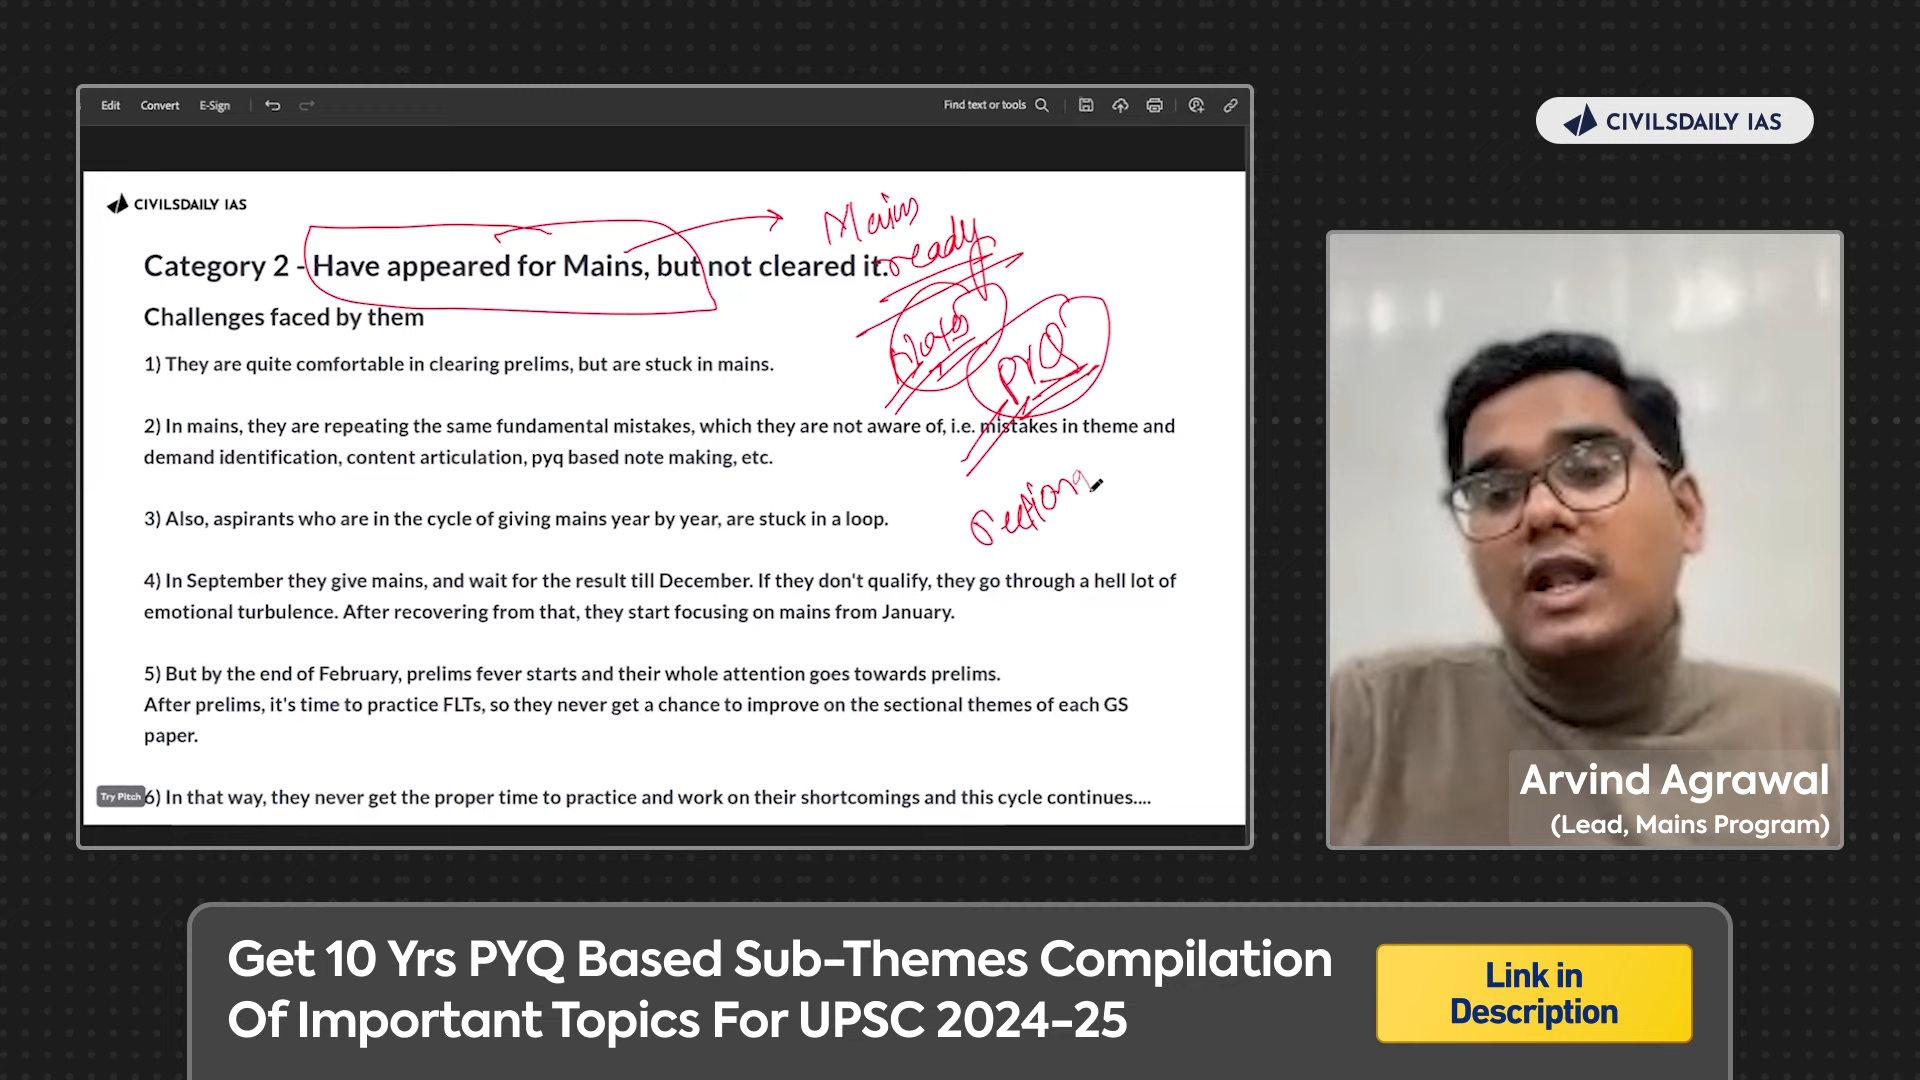 Edit Convert E-Sign Find text or tools
CIVILSDAILY IAS
CIVILSDAILY IAS
Mains
ready
Category 2 - Have appeared for Mains, but not cleared it.
Challenges faced by them
Notes
PYQ
1) They are quite comfortable in clearing prelims, but are stuck in mains.
2) In mains, they are repeating the same fundamental mistakes, which they are not aware of, i.e. mistakes in theme and
demand identification, content articulation, pyq based note making, etc.
Sectiona
3) Also, aspirants who are in the cycle of giving mains year by year, are stuck in a loop.
4) In September they give mains, and wait for the result till December. If they don't qualify, they go through a hell lot of
emotional turbulence. After recovering from that, they start focusing on mains from January.
5) But by the end of February, prelims fever starts and their whole attention goes towards prelims.
After prelims, it's time to practice FLTs, so they never get a chance to improve on the sectional themes of each GS
paper.
Try Pitch
6) In that way, they never get the proper time to practice and work on their shortcomings and this cycle continues....
Arvind Agrawal
(Lead, Mains Program)
Get 10 Yrs PYQ Based Sub-Themes Compilation
Of Important Topics For UPSC 2024-25
Link in
Description